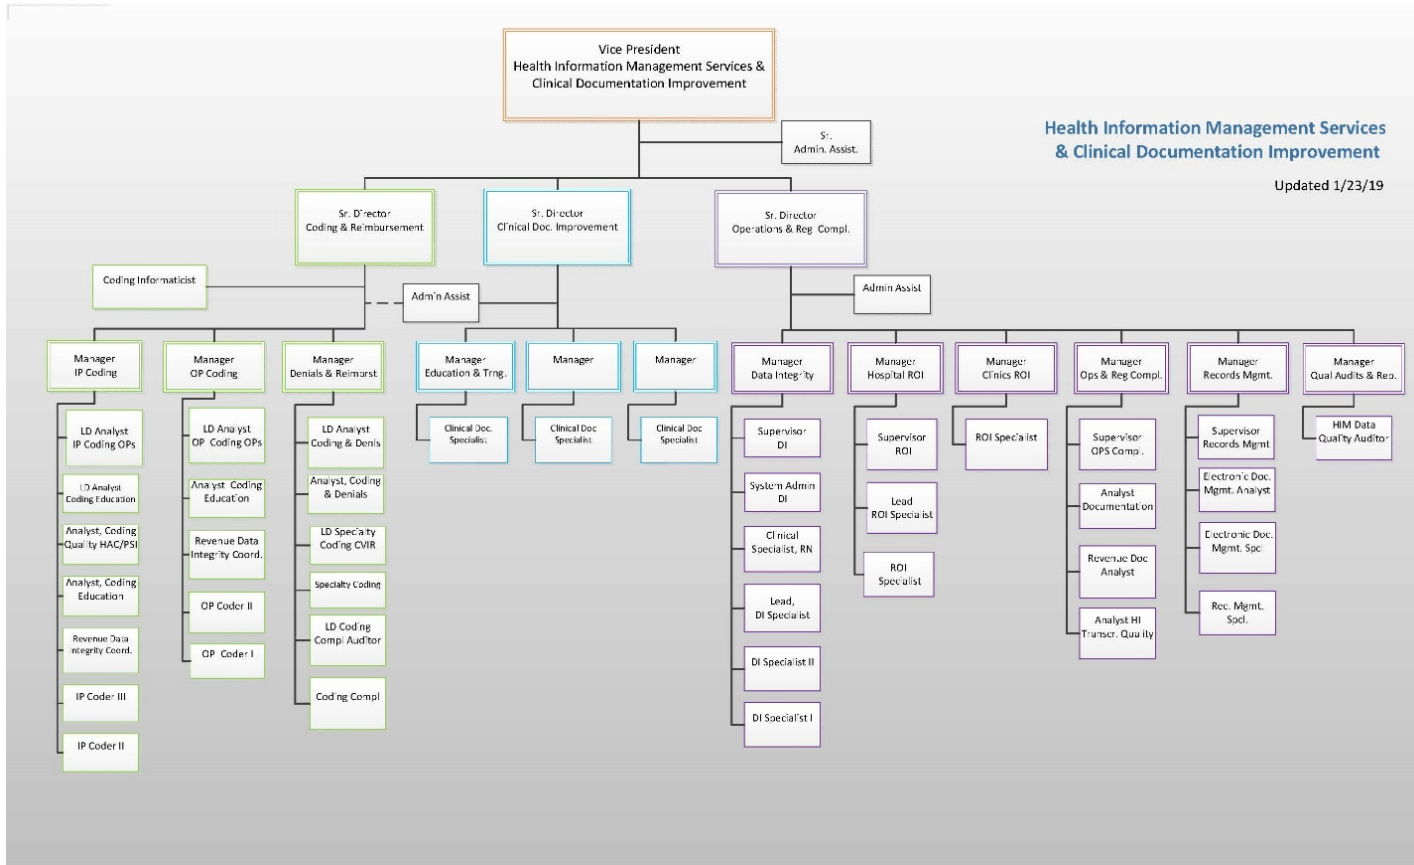 Vice President
Health Information Management Services &
Clinical Documentation Improvement
Sr.
Admin. Assist.
Health Information Management Services
& Clinical Documentation Improvement
Updated 1/23/19
Sr. Director
Coding & Reimbursement
Sr. Director
Clinical Doc. Improvement
Sr. Director
Operations & Reg Compl.
Coding Informaticist
Admin Assist
Admin Assist
Manager
IP Coding
Manager
OP Coding
Manager
Denials & Reimbrst
Manager
Education & Trng.
Manager
Manager
Manager
Data Integrity
Manager
Hospital ROI
Manager
Clinics ROI
Manager
Ops & Reg Compl.
Manager
Records Mgmt.
Manager
Qual Audits & Rep.
LD Analyst
IP Coding OPs
LD Analyst
Coding Education
Analyst, Coding
Quality HAC/PSI
Analyst, Coding
Education
Revenue Data
Integrity Coord.
IP Coder III
IP Coder II
LD Analyst
OP Coding OPs
Analyst Coding
Education
Revenue Data
Integrity Coord.
OP Coder II
OP Coder I
LD Analyst
Coding & Denls
Analyst, Coding
& Denials
LD Specialty
Coding CVIR
Specialty Coding
LD Coding
Compl Auditor
Coding Compl
Clinical Doc.
Specialist
Clinical Doc
Specialist
Clinical Doc
Specialist
Supervisor
DI
System Admin
DI
Clinical
Specialist, RN
Lead,
DI Specialist
DI Specialist II
DI Specialist I
Supervisor
ROI
Lead
ROI Specialist
ROI
Specialist
ROI Specialist
Supervisor
OPS Compl.
Analyst
Documentation
Revenue Doc
Analyst
Analyst HI
Transcr. Quality
Supervisor
Records Mgmt
Electronic Doc.
Mgmt. Analyst
Electronic Doc.
Mgmt. Spcl
Rec. Mgmt.
Spcl.
HIM Data
Quality Auditor